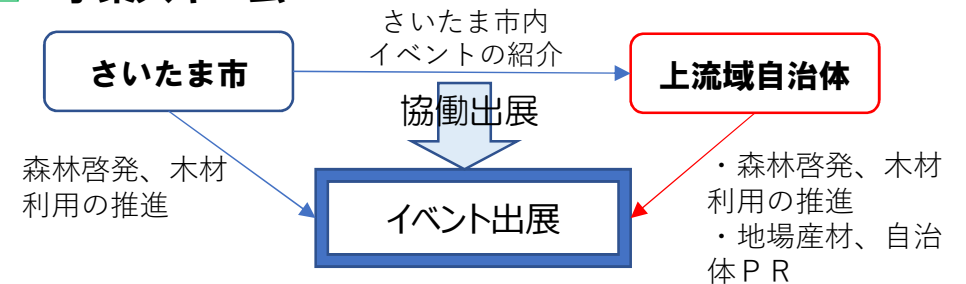 さいたま市内
イベントの紹介
さいたま市
上流域自治体
協働出展
森林啓発、木材
利用の推進
イベント出展
・森林啓発、木材
利用の推進
・地場産材、自治
体ＰＲ